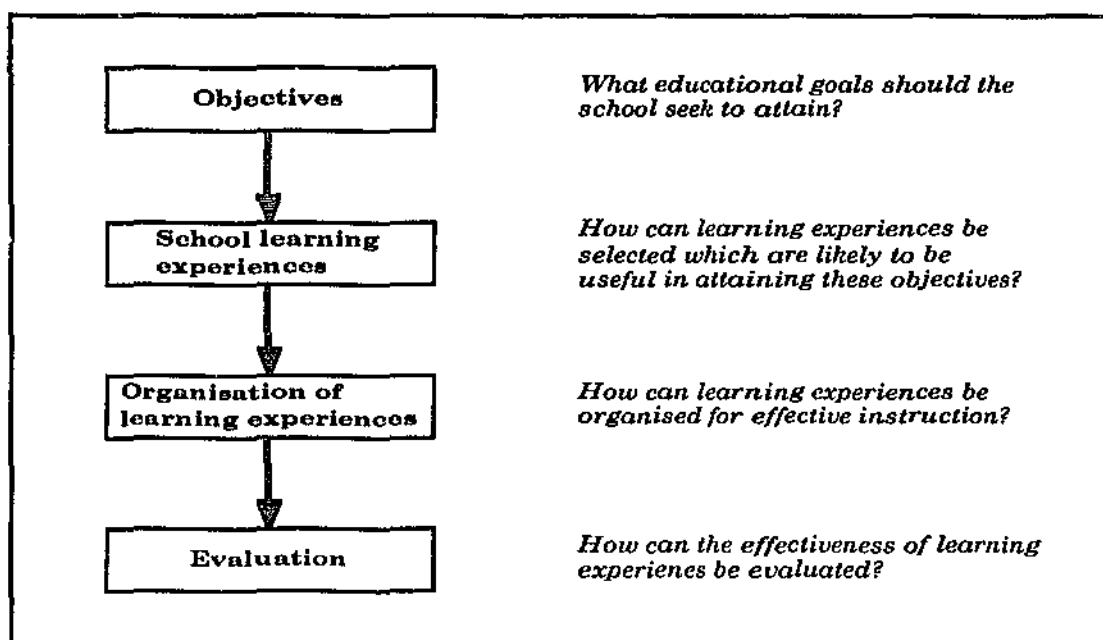 Objectives
What educational goals should the
school seek to attain?
School learning
experiences
How can learning experiences be
selected which are likely to be
useful in attaining these objectives?
Organisation of
learning experiences
How can learning experiences be
organised for effective instruction?
Evaluation
How can the effectiveness of learning
experienes be evaluated?